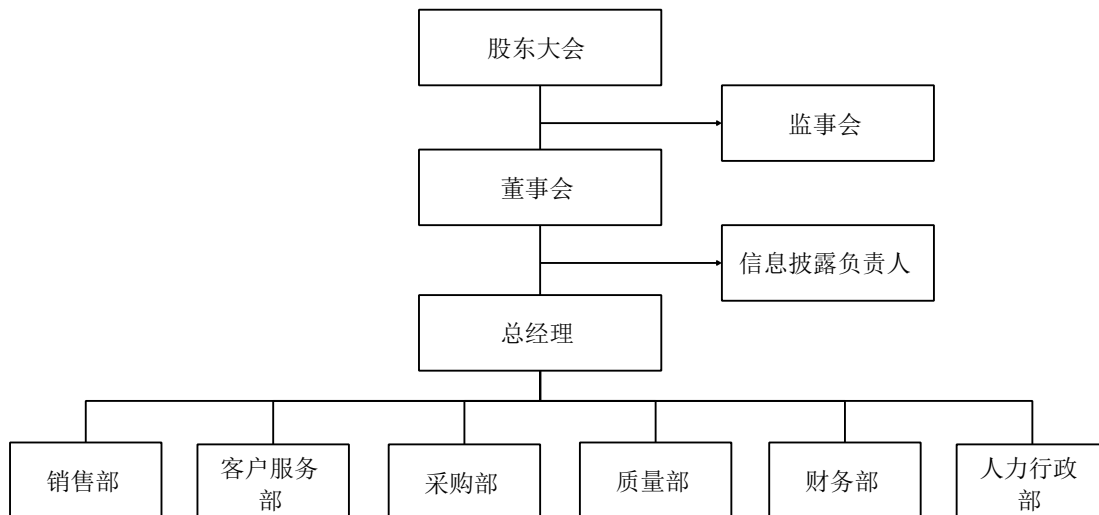 股东大会
监事会
董事会
信息披露负责人
总经理
销售部
客户服务
部
采购部
质量部
财务部
人力行政
部